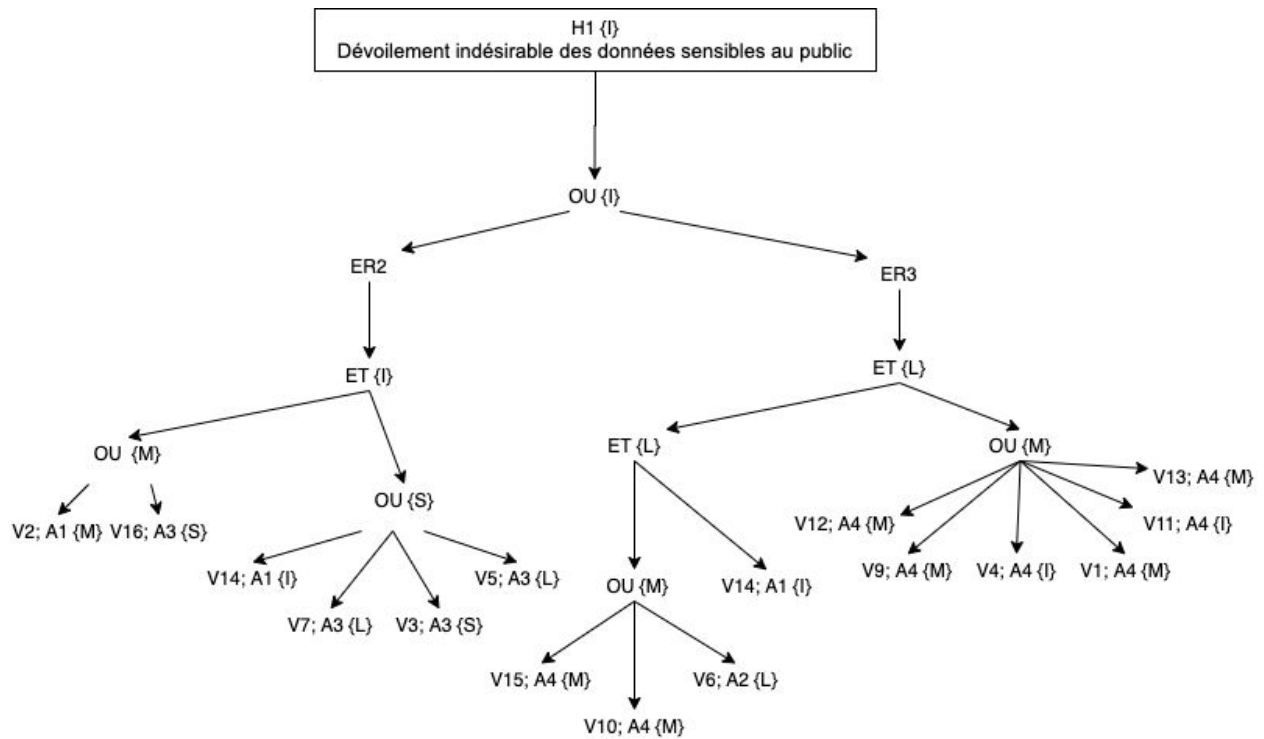 H1 {I}
Dévoilement indésirable des données sensibles au public
OU {I}
ER2
ER3
ET {I}
ET {L}
OU {M}
ET {L}
OU {M}
V13; A4 {M}
OU {S}
V2; A1 {M}
V16; A3 {S}
V12; A4 {M}
V11; A4 {I}
V14; A1 {I}
V5; A3 {L}
V9; A4 {M}
V4; A4 {I}
V1; A4 {M}
OU {M}
V14; A1 {I}
V7; A3 {L}
V3; A3 {S}
V15; A4 {M}
V6; A2 {L}
V10; A4 {M}